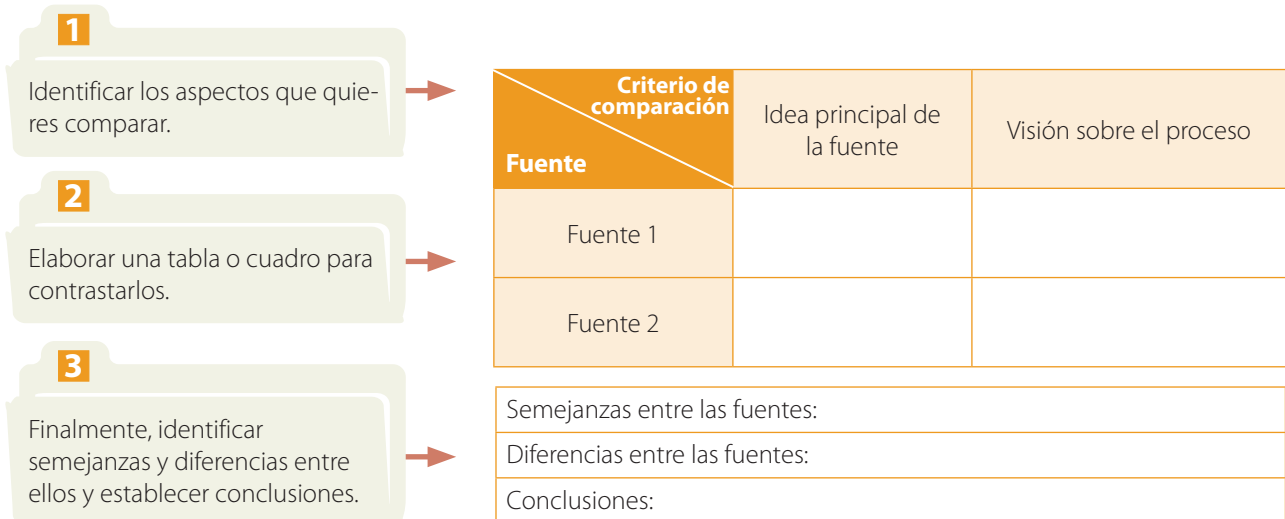 1
Identificar los aspectos que quie-
res comparar.
2
Elaborar una tabla o cuadro para
contrastarlos.
3
Finalmente, identificar
semejanzas y diferencias entre
ellos y establecer conclusiones.
Criterio de
comparación
Fuente
Idea principal de
la fuente
Visión sobre el proceso
Fuente 1
Fuente 2
Semejanzas entre las fuentes:
Diferencias entre las fuentes:
Conclusiones: